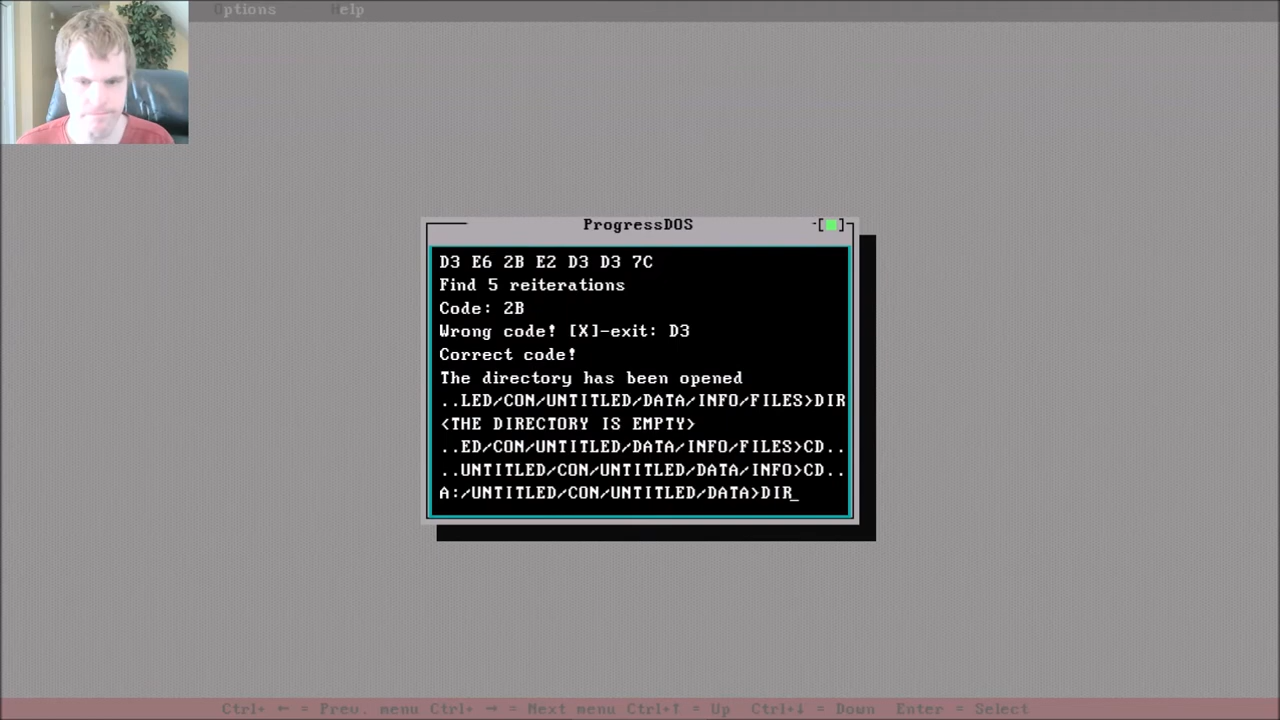 Options Help
ProgressDOS
D3 E6 2B E2 D3 D3 7C
Find 5 reiterations
Code: 2B
Wrong code! [X]-exit: D3
Correct code!
The directory has been opened
..LED/CON/UNTITLED/DATA/INFO/FILES>DIR
<THE DIRECTORY IS EMPTY>
..ED/CON/UNTITLED/DATA/INFO/FILES>CD..
..UNTITLED/CON/UNTITLED/DATA/INFO>CD..
A:/UNTITLED/CON/UNTITLED/DATA>DIR_
Ctrl+ ← = Prev. menu Ctrl+ → = Next menu Ctrl+↑ = Up Ctrl+↓ = Down Enter = Select